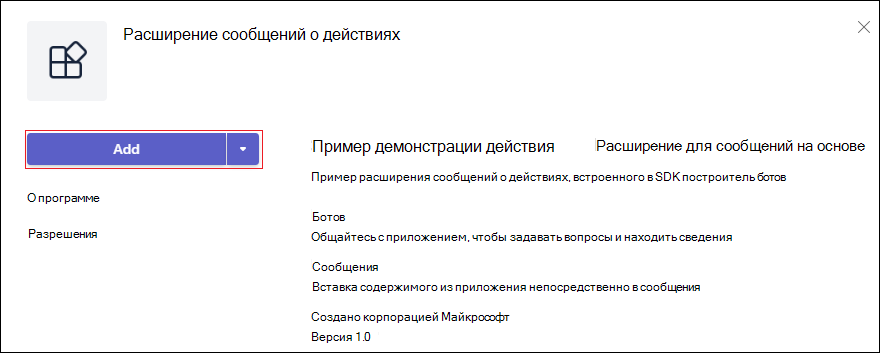 Расширение сообщений о действиях
Add
О программе
Разрешения
Пример демонстрации действия Расширение для сообщений на основе
Пример расширения сообщений о действиях, встроенного в SDK построитель ботов
Ботов
Общайтесь с приложением, чтобы задавать вопросы и находить сведения
Сообщения
Вставка содержимого из приложения непосредственно в сообщения
Создано корпорацией Майкрософт
Версия 1.0